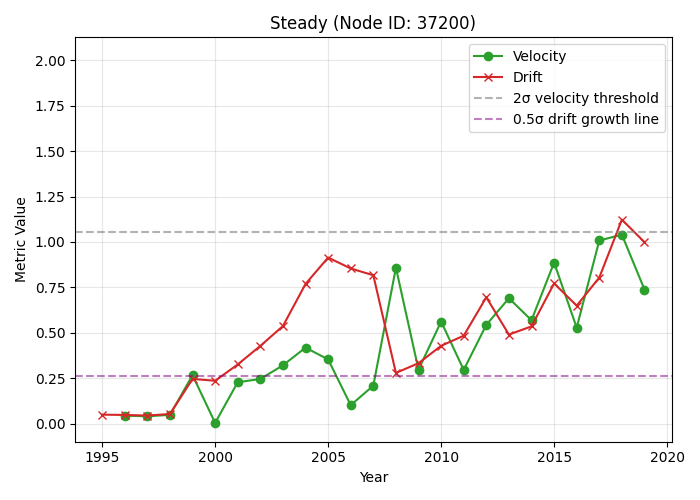 Steady (Node ID: 37200)
Velocity
Drift
2σ velocity threshold
0.5σ drift growth line
Metric Value
2.00
1.75
1.50
1.25
1.00
0.75
0.50
0.25
0.00
1995 2000 2005 2010 2015 2020
Year